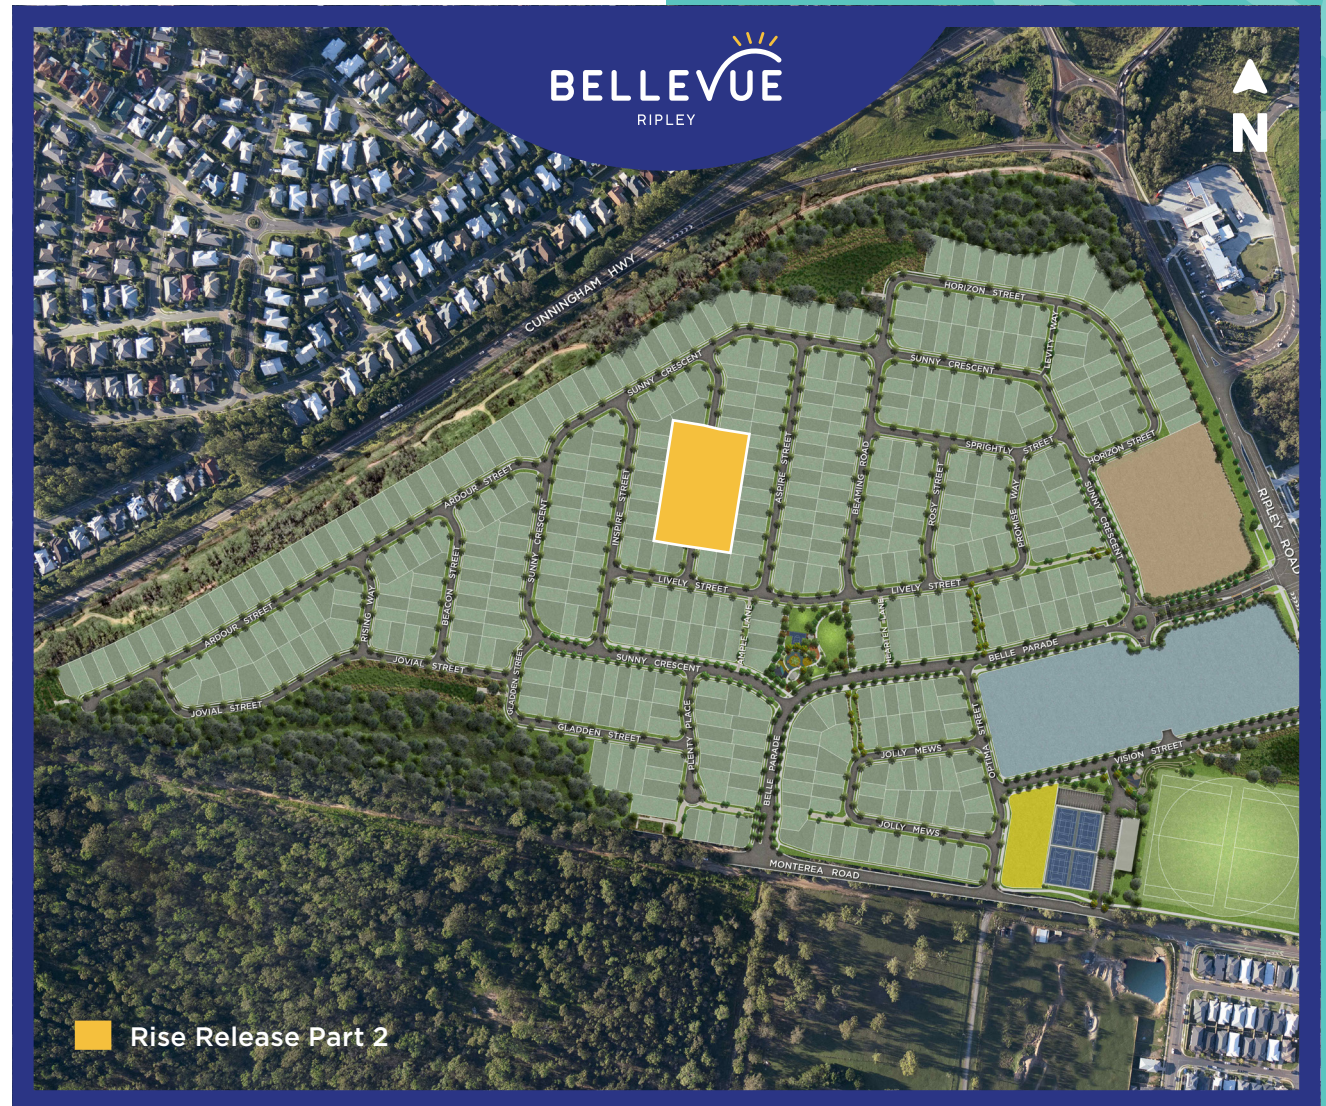 BELLEVUE
RIPLEY
N
CUNNINGHAM HWY
HORIZON STREET
LEVITY WAY
SUNNY CRESCENT
SUNNY CRESCENT
SPRIGHTLY STREET
HORIZON STREET
ARDOUR STREET
SUNNY CRESCENT
INSPIRE STREET
ASPIRE STREET
BEAMING ROAD
ROSY STREET
PROMISE WAY
SUNNY CRESCENT
RIPLEY ROAD
BEACON STREET
RISING WAY
LIVELY STREET
LIVELY STREET
ARDOUR STREET
AMPLE LANE
HEARTEN LANE
JOVIAL STREET
GLADDEN STREET
SUNNY CRESCENT
BELLE PARADE
JOVIAL STREET
GLADDEN STREET
PLENTY PLACE
BELLE PARADE
JOLLY MEWS
OPTIMA STREET
VISION STREET
JOLLY MEWS
MONTEREA ROAD
Rise Release Part 2